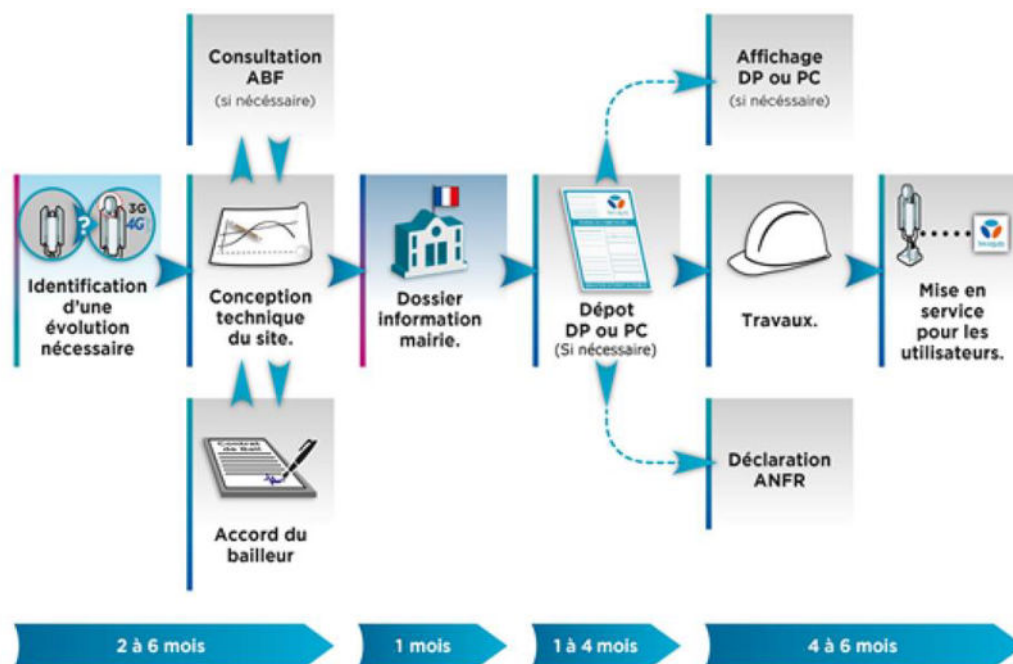 Consultation
ABF
(si nécéssaire)
Affichage
DP ou PC
(si nécéssaire)
?
3G
4G
Identification
d'une
évolution
nécessaire
Conception
technique
du site.
Dossier
information
mairie.
Dépot
DP ou PC
(Si nécessaire)
Travaux.
Mise en
service
pour les
utilisateurs.
Contrat
de Bail
Accord du
bailleur
Déclaration
ANFR
2 à 6 mois
1 mois
1 à 4 mois
4 à 6 mois